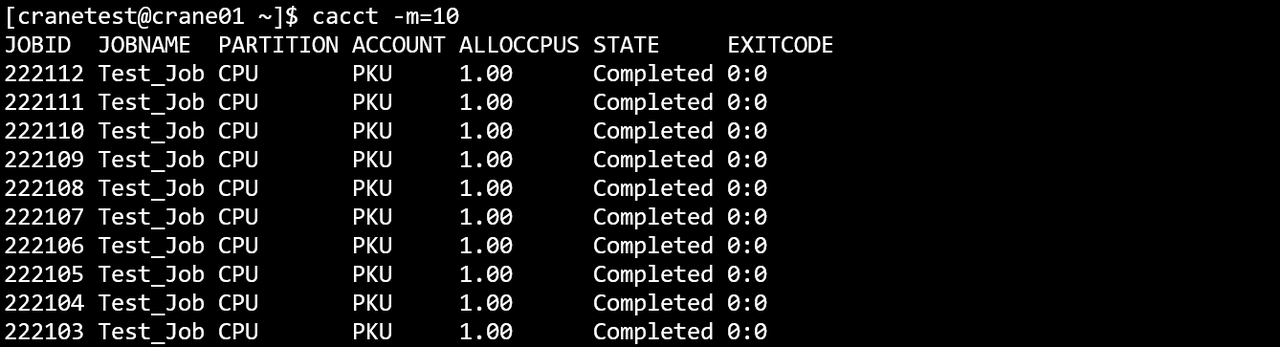 [cranetest@crane01 ~]$ cacct -m=10
JOBID  JOBNAME  PARTITION ACCOUNT ALLOCCPUS STATE     EXITCODE
222112 Test_Job CPU       PKU     1.00      Completed 0:0
222111 Test_Job CPU       PKU     1.00      Completed 0:0
222110 Test_Job CPU       PKU     1.00      Completed 0:0
222109 Test_Job CPU       PKU     1.00      Completed 0:0
222108 Test_Job CPU       PKU     1.00      Completed 0:0
222107 Test_Job CPU       PKU     1.00      Completed 0:0
222106 Test_Job CPU       PKU     1.00      Completed 0:0
222105 Test_Job CPU       PKU     1.00      Completed 0:0
222104 Test_Job CPU       PKU     1.00      Completed 0:0
222103 Test_Job CPU       PKU     1.00      Completed 0:0